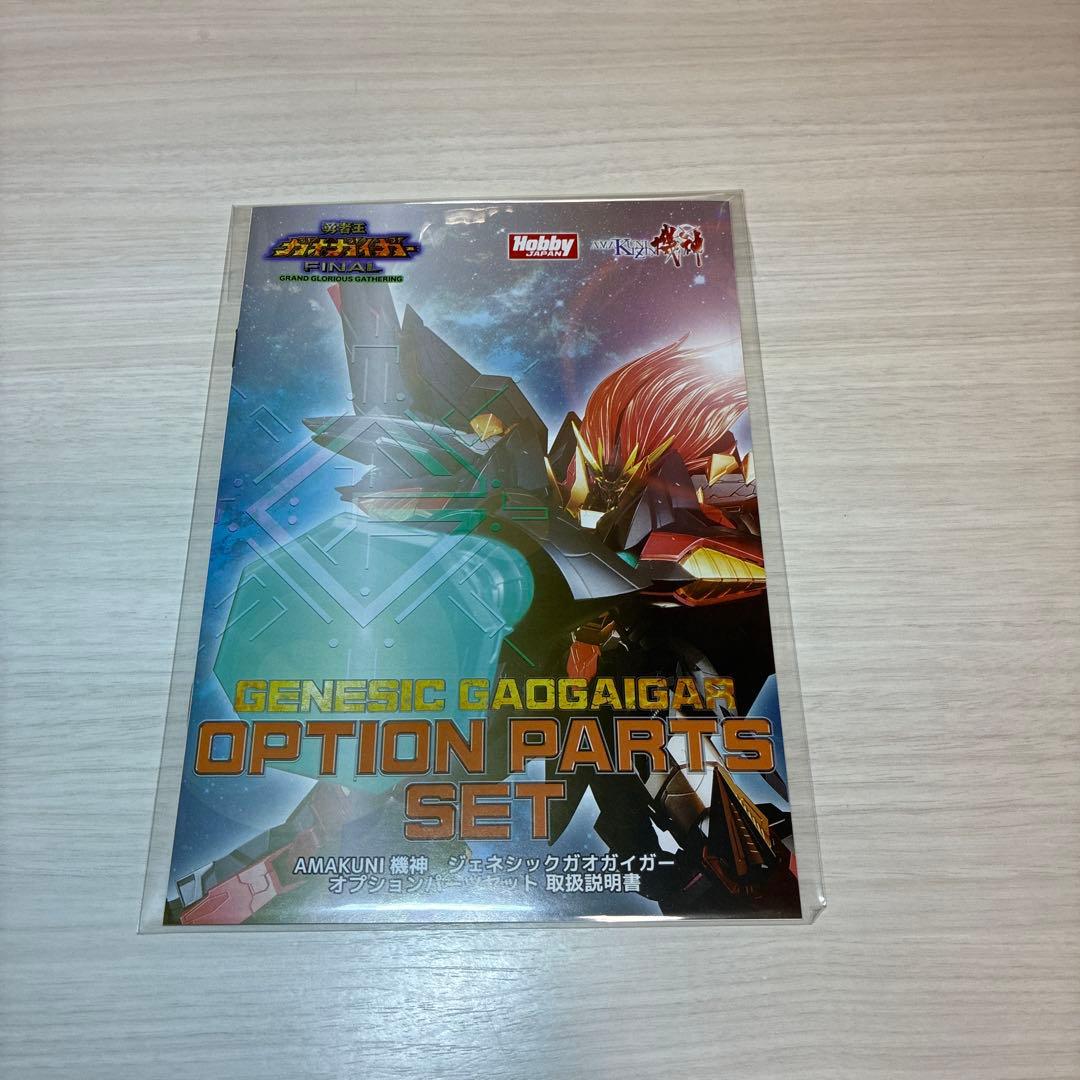 勇者王
ガオガイガー
FINAL
GRAND GLORIOUS GATHERING
Hobby
JAPAN
AMAKUNI
KIZIN
機神
GENESIC GAOGAIGAR
OPTION PARTS
SET
AMAKUNI 機神 ジェネシックガオガイガー
オプションパーツセット 取扱説明書